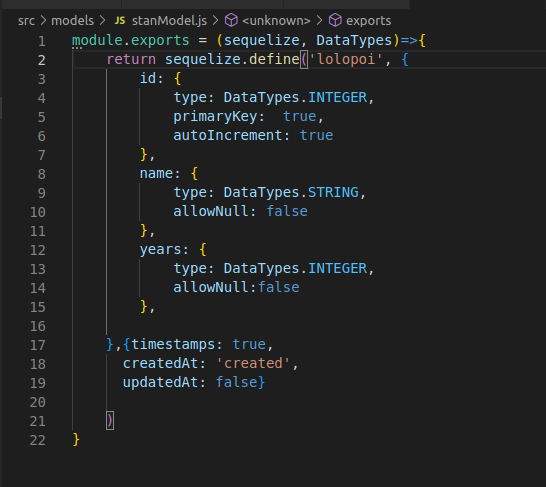 src > models > JS stanModel.js > <unknown> > exports
1 module.exports = (sequelize, DataTypes)=>{
2 return sequelize.define('lolopoi', {
3 id: {
4 type: DataTypes.INTEGER,
5 primaryKey:  true,
6 autoIncrement: true
7 },
8 name: {
9 type: DataTypes.STRING,
10 allowNull: false
11 },
12 years: {
13 type: DataTypes.INTEGER,
14 allowNull:false
15 },
16
17 },{timestamps: true,
18 createdAt: 'created',
19 updatedAt: false}
20
21 )
22 }